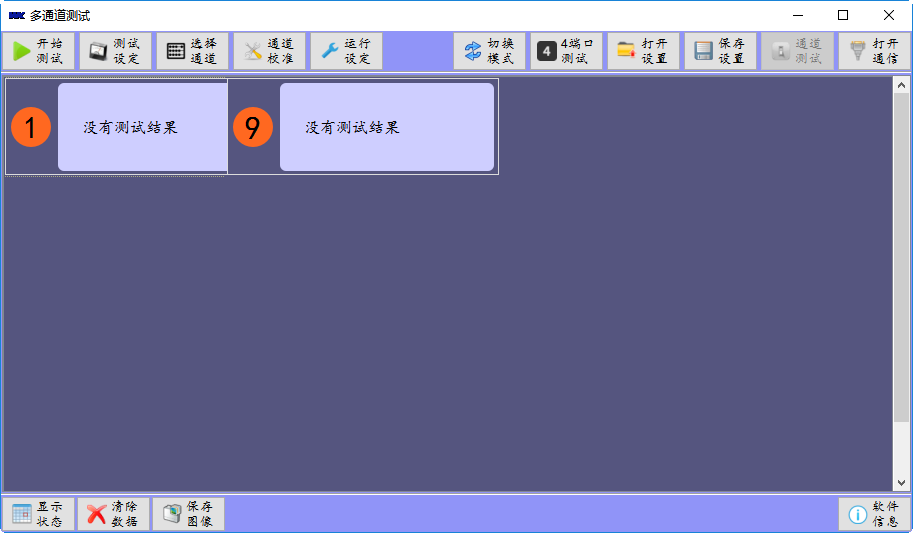 多通道测试
开始
测试
测试
设定
选择
通道
通道
校准
运行
设定
切换
模式
4
4端口
测试
打开
设置
保存
设置
通道
测试
打开
通信
1
没有测试结果
9
没有测试结果
显示
状态
清除
数据
保存
图像
软件
信息